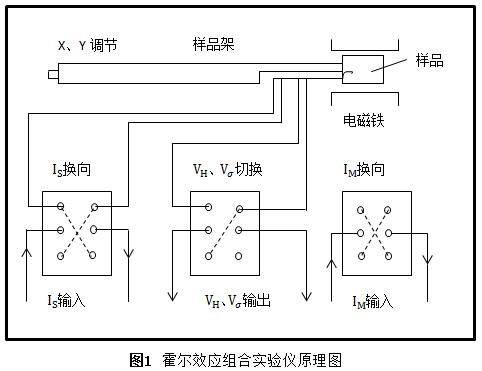 X、Y 调节
样品架
样品
电磁铁
IS换向
VH、Vσ切换
IM换向
IS输入
VH、Vσ输出
IM输入
图1 霍尔效应组合实验仪原理图